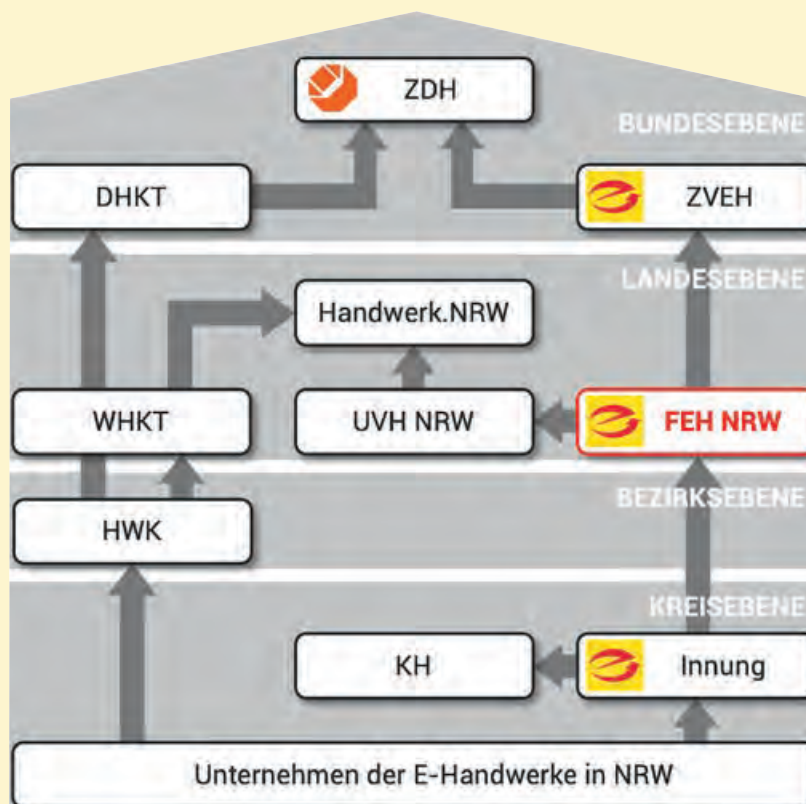 ZDH
BUNDESEBENE
DHKT
ZVEH
LANDESEBENE
Handwerk.NRW
WHKT
UVH NRW
FEH NRW
BEZIRKSEBENE
HWK
KREISEBENE
KH
Innung
Unternehmen der E-Handwerke in NRW